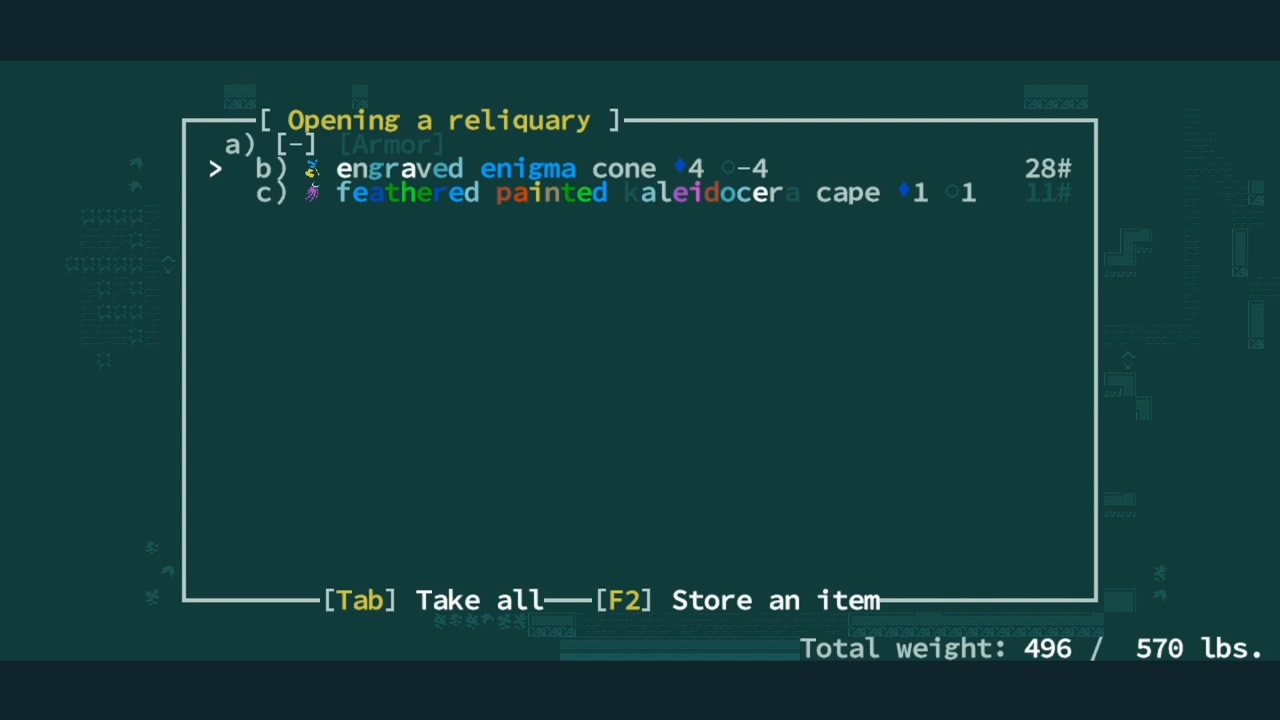 [ Opening a reliquary ]
a) [-] [Armor]
> b) engraved enigma cone ♦4 ○-4 28#
c) feathered painted kaleidocera cape ♦1 ○1 11#
[Tab] Take all [F2] Store an item
Total weight: 496 / 570 lbs.